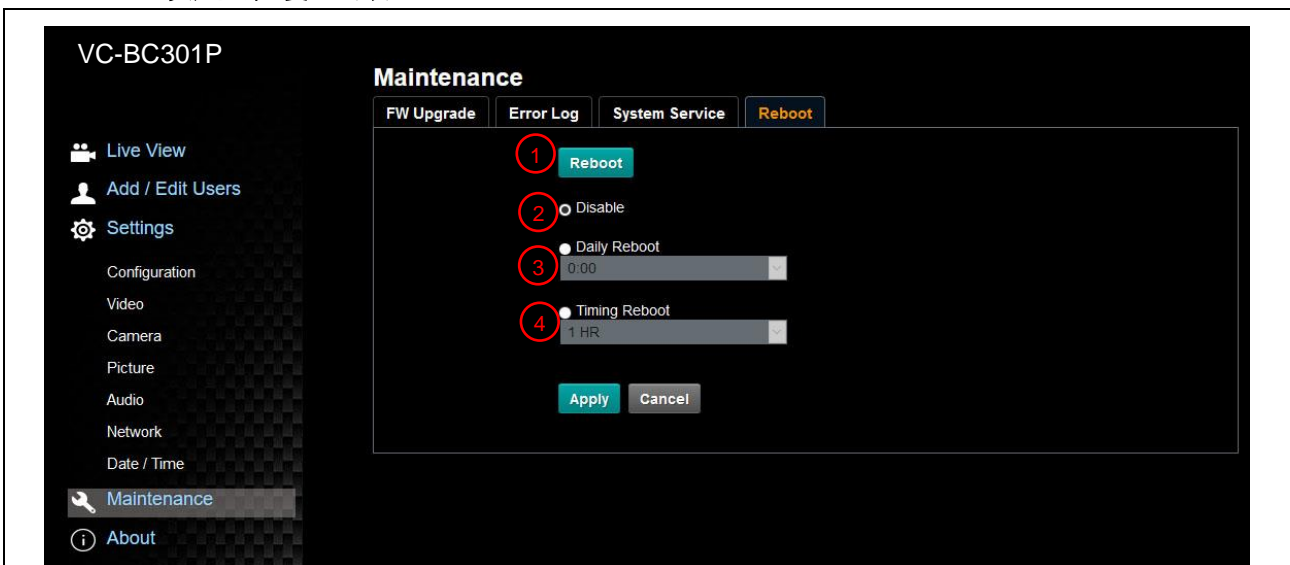 VC-BC301P
Maintenance
FW Upgrade Error Log System Service Reboot
Live View
Add / Edit Users
Settings
Configuration
Video
Camera
Picture
Audio
Network
Date / Time
Maintenance
About
1 Reboot
2 Disable
Daily Reboot
3 0:00
Timing Reboot
4 1 HR
Apply Cancel